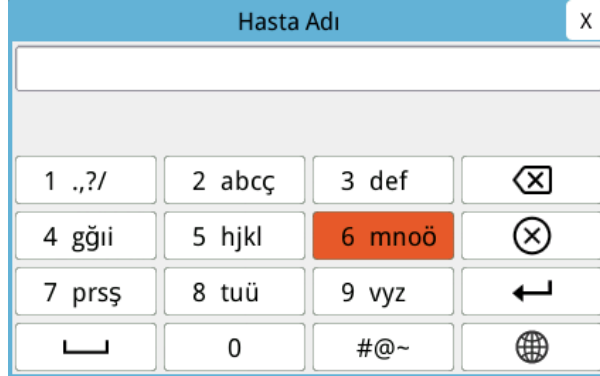 Hasta Adı
X
1 .,?/
2 abcç
3 def
4 gğıi
5 hjkl
6 mnoö
7 prsş
8 tuü
9 vyz
0
#@~